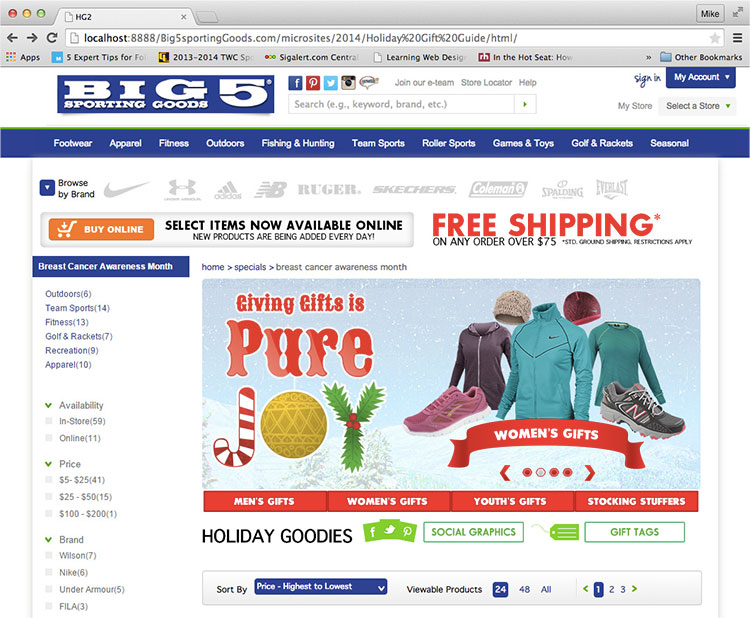 HG2
Mike
localhost:8888/Big5sportingGoods.com/microsites/2014/Holiday%20Gift%20Guide/html/
Apps 5 Expert Tips for Fol 2013-2014 TWC Spo Sigalert.com Central Learning Web Design In the Hot Seat: How » Other Bookmarks
BIG 5
SPORTING GOODS
Join our e-team Store Locator Help
sign in My Account
Search (e.g., keyword, brand, etc.)
My Store Select a Store
Footwear Apparel Fitness Outdoors Fishing & Hunting Team Sports Roller Sports Games & Toys Golf & Rackets Seasonal
Browse
by Brand
UNDER ARMOUR adidas new balance RUGER SKECHERS Coleman SPALDING EVERLAST
BUY ONLINE
SELECT ITEMS NOW AVAILABLE ONLINE
NEW PRODUCTS ARE BEING ADDED EVERY DAY!
FREE SHIPPING*
ON ANY ORDER OVER $75 *STD. GROUND SHIPPING. RESTRICTIONS APPLY
Breast Cancer Awareness Month
home > specials > breast cancer awareness month
Outdoors(6)
Team Sports(14)
Fitness(13)
Golf & Rackets(7)
Recreation(9)
Apparel(10)
Availability
In-Store(59)
Online(11)
Price
$5- $25(41)
$25 - $50(15)
$100 - $200(1)
Brand
Wilson(7)
Nike(6)
Under Armour(5)
FILA(3)
Giving Gifts is
Pure
JOY
WOMEN'S GIFTS
MEN'S GIFTS WOMEN'S GIFTS YOUTH'S GIFTS STOCKING STUFFERS
HOLIDAY GOODIES
SOCIAL GRAPHICS
GIFT TAGS
Sort By Price - Highest to Lowest Viewable Products 24 48 All < 1 2 3 >